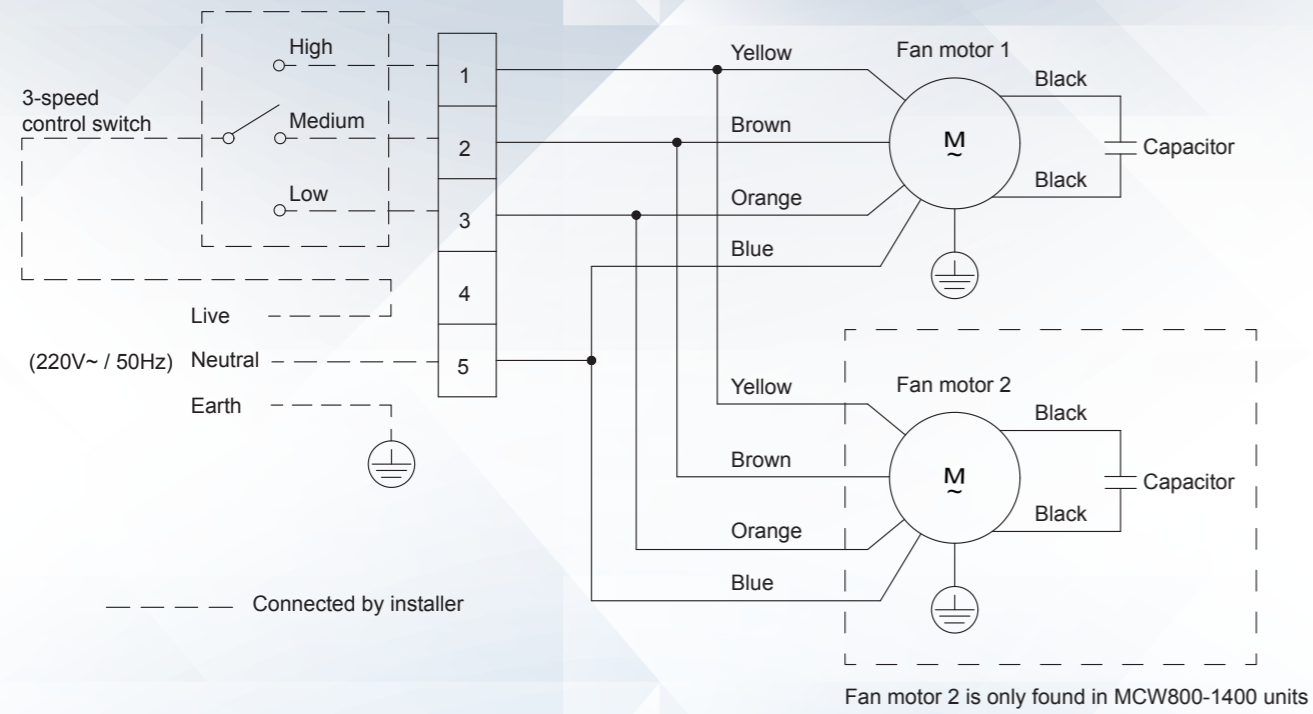 3-speed
control switch
High
Medium
Low
1
2
3
4
5
Live
(220V~ / 50Hz) Neutral
Earth
Yellow
Brown
Orange
Blue
Fan motor 1
M
~
Black
Black
Capacitor
Yellow
Brown
Orange
Blue
Fan motor 2
M
~
Black
Black
Capacitor
Connected by installer
Fan motor 2 is only found in MCW800-1400 units